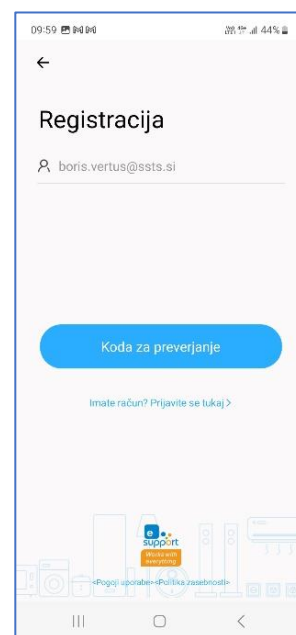 09:59 44%
Registracija
boris.vertus@ssts.si
Koda za preverjanje
Imate račun? Prijavite se tukaj >
e
support
Works with
everything
<Pogoji uporabe><Politika zasebnosti>